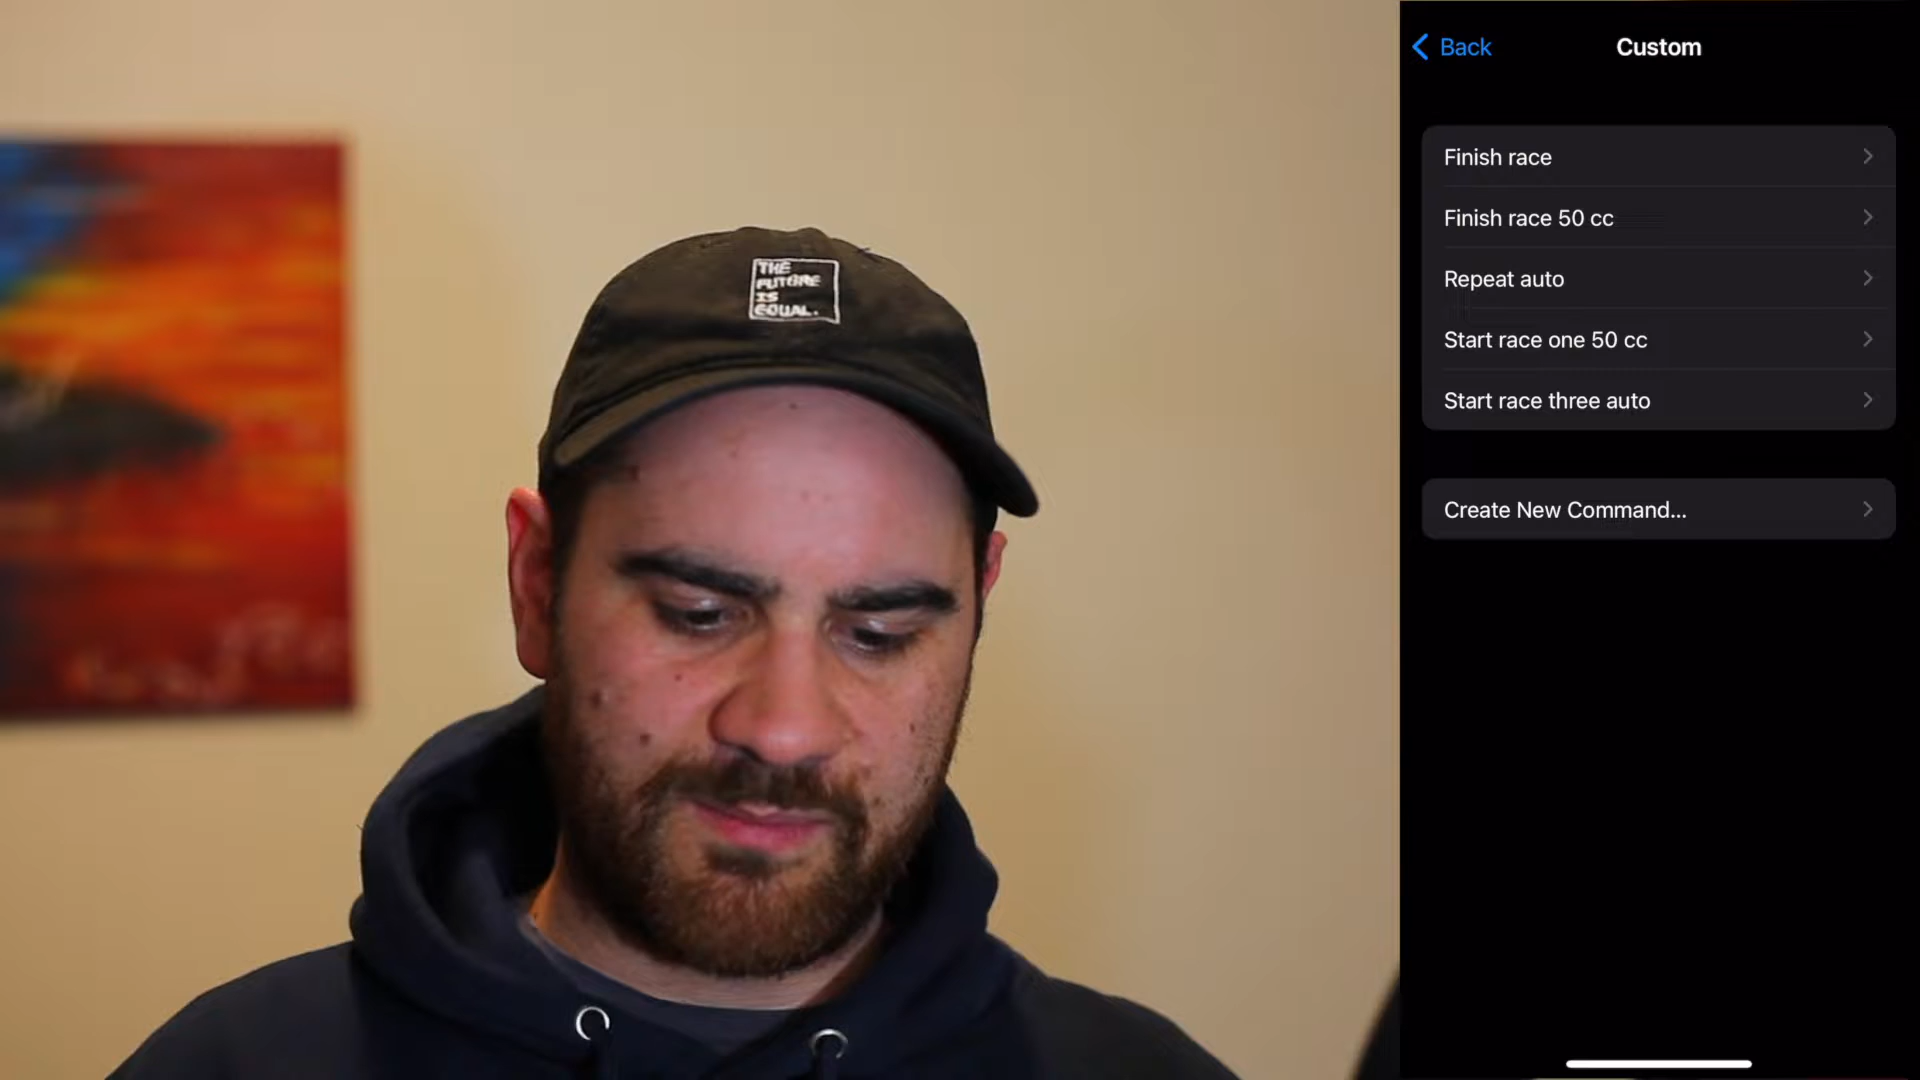 THE
FUTURE
IS
EQUAL.
Back
Custom
Finish race
Finish race 50 cc
Repeat auto
Start race one 50 cc
Start race three auto
Create New Command...